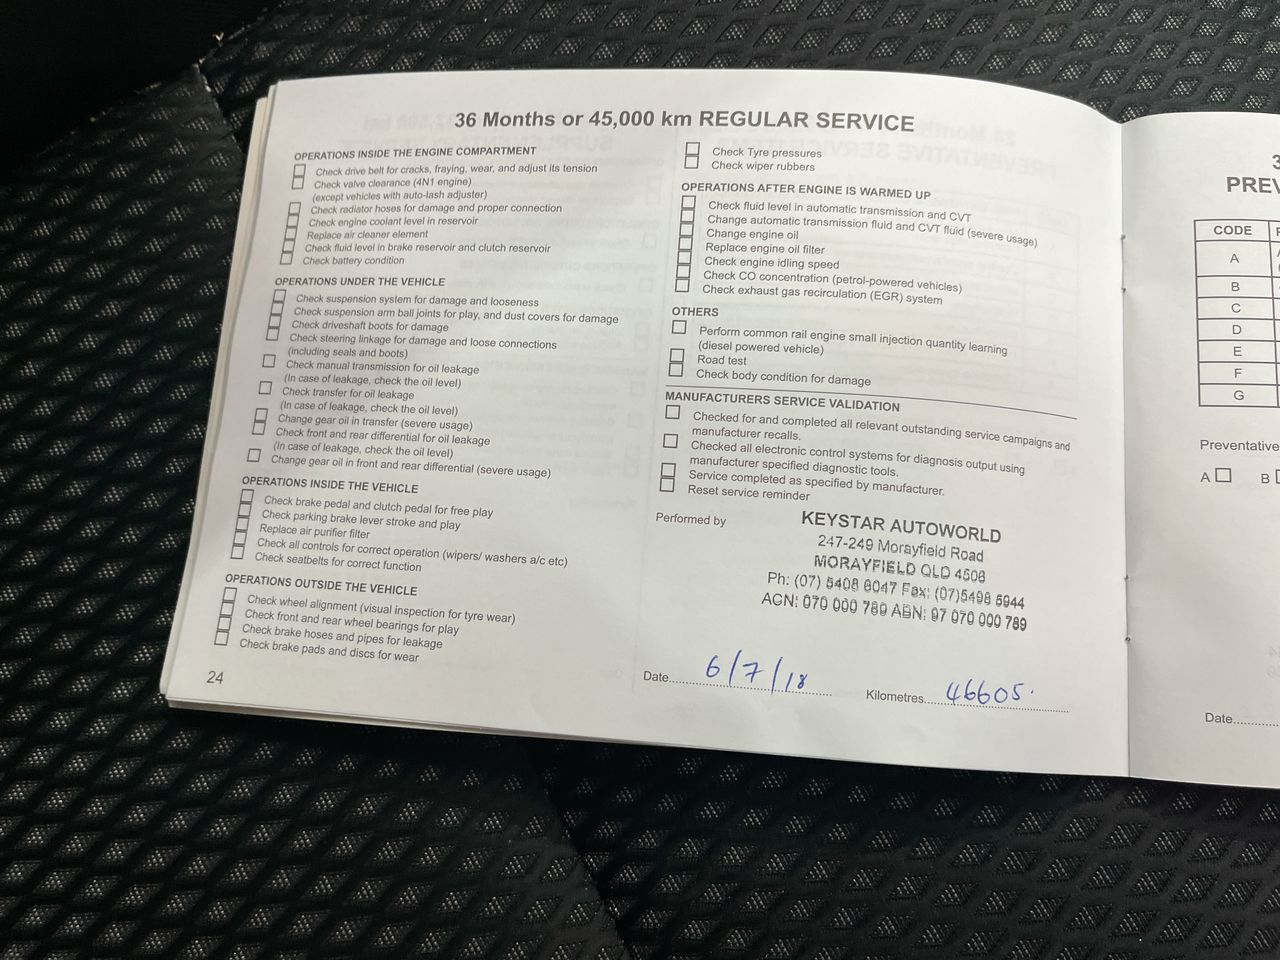 36 Months or 45,000 km REGULAR SERVICE
OPERATIONS INSIDE THE ENGINE COMPARTMENT
Check drive belt for cracks, fraying, wear, and adjust its tension
Check valve clearance (4N1 engine)
(except vehicles with auto-lash adjuster)
Check radiator hoses for damage and proper connection
Check engine coolant level in reservoir
Replace air cleaner element
Check fluid level in brake reservoir and clutch reservoir
Check battery condition
OPERATIONS UNDER THE VEHICLE
Check suspension system for damage and looseness
Check suspension arm ball joints for play, and dust covers for damage
Check driveshaft boots for damage
Check steering linkage for damage and loose connections
(including seals and boots)
Check manual transmission for oil leakage
(In case of leakage, check the oil level)
Check transfer for oil leakage
(In case of leakage, check the oil level)
Change gear oil in transfer (severe usage)
Check front and rear differential for oil leakage
(In case of leakage, check the oil level)
Change gear oil in front and rear differential (severe usage)
OPERATIONS INSIDE THE VEHICLE
Check brake pedal and clutch pedal for free play
Check parking brake lever stroke and play
Replace air purifier filter
Check all controls for correct operation (wipers/ washers a/c etc)
Check seatbelts for correct function
OPERATIONS OUTSIDE THE VEHICLE
Check wheel alignment (visual inspection for tyre wear)
Check front and rear wheel bearings for play
Check brake hoses and pipes for leakage
Check brake pads and discs for wear
24
Check Tyre pressures
Check wiper rubbers
OPERATIONS AFTER ENGINE IS WARMED UP
Check fluid level in automatic transmission and CVT
Change automatic transmission fluid and CVT fluid (severe usage)
Change engine oil
Replace engine oil filter
Check engine idling speed
Check CO concentration (petrol-powered vehicles)
Check exhaust gas recirculation (EGR) system
OTHERS
Perform common rail engine small injection quantity learning
(diesel powered vehicle)
Road test
Check body condition for damage
MANUFACTURERS SERVICE VALIDATION
Checked for and completed all relevant outstanding service campaigns and
manufacturer recalls.
Checked all electronic control systems for diagnosis output using
manufacturer specified diagnostic tools.
Service completed as specified by manufacturer.
Reset service reminder
Performed by
KEYSTAR AUTOWORLD
247-249 Morayfield Road
MORAYFIELD QLD 4506
Ph: (07) 5408 6047 Fax: (07)5498 5944
ACN: 070 000 789 ABN: 97 070 000 789
Date 6/7/18
Kilometres 46605.
3
PREV
CODE
A
B
C
D
E
F
G
Preventative
A B
Date